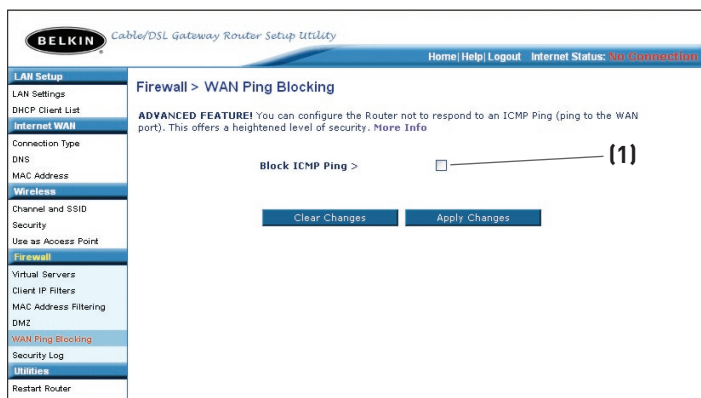 BELKIN
Cable/DSL Gateway Router Setup Utility
Home| Help| Logout Internet Status: No Connection
LAN Setup
LAN Settings
DHCP Client List
Internet WAN
Connection Type
DNS
MAC Address
Wireless
Channel and SSID
Security
Use as Access Point
Firewall
Virtual Servers
Client IP Filters
MAC Address Filtering
DMZ
WAN Ping Blocking
Security Log
Utilities
Restart Router
Firewall > WAN Ping Blocking
ADVANCED FEATURE! You can configure the Router not to respond to an ICMP Ping (ping to the WAN
port). This offers a heightened level of security. More Info
Block ICMP Ping >
(1)
Clear Changes Apply Changes